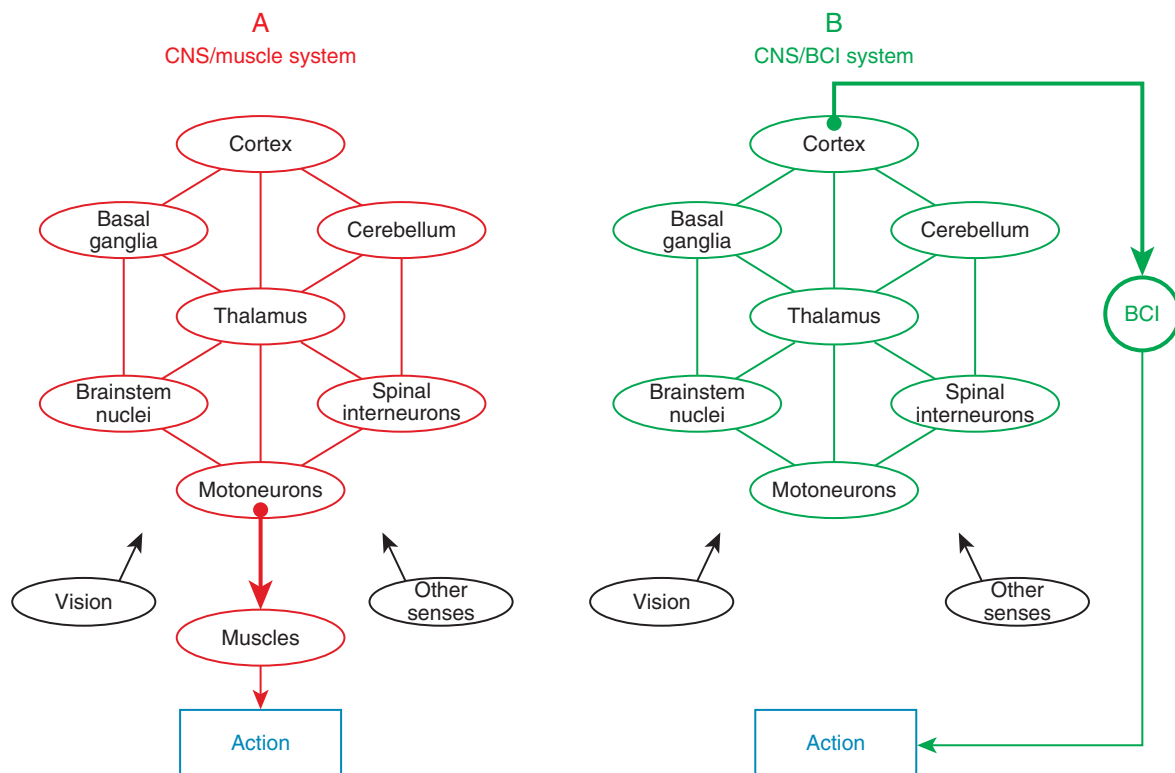 A
CNS/muscle system
Cortex
Basal
ganglia
Cerebellum
Thalamus
Brainstem
nuclei
Spinal
interneurons
Motoneurons
Vision
Other
senses
Muscles
Action
B
CNS/BCI system
Cortex
Basal
ganglia
Cerebellum
BCI
Thalamus
Brainstem
nuclei
Spinal
interneurons
Motoneurons
Vision
Other
senses
Action